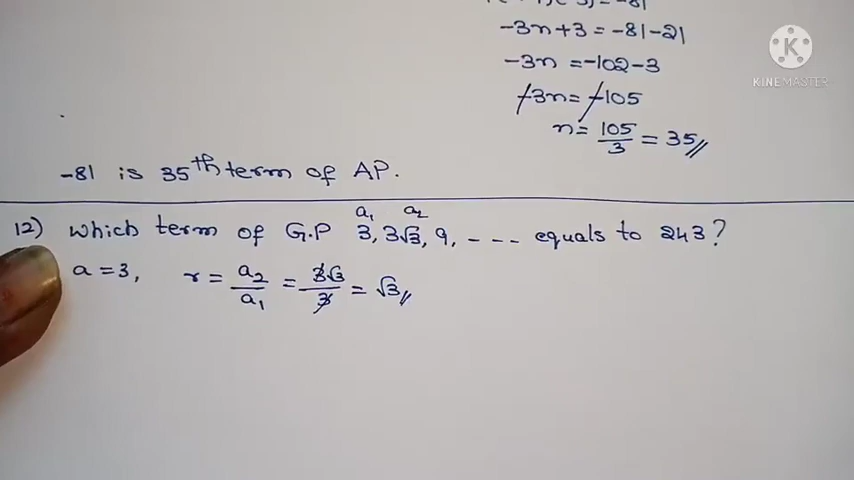 -3n+3 = -81-21
-3n = -102-3
-3n = -105
n = 105/3 = 35//
-81 is 35th term of AP.
a1 a2
12) which term of G.P 3, 3√3, 9, ---- equals to 243?
a = 3, r = a2/a1 = 3√3/3 = √3//
KINEMASTER